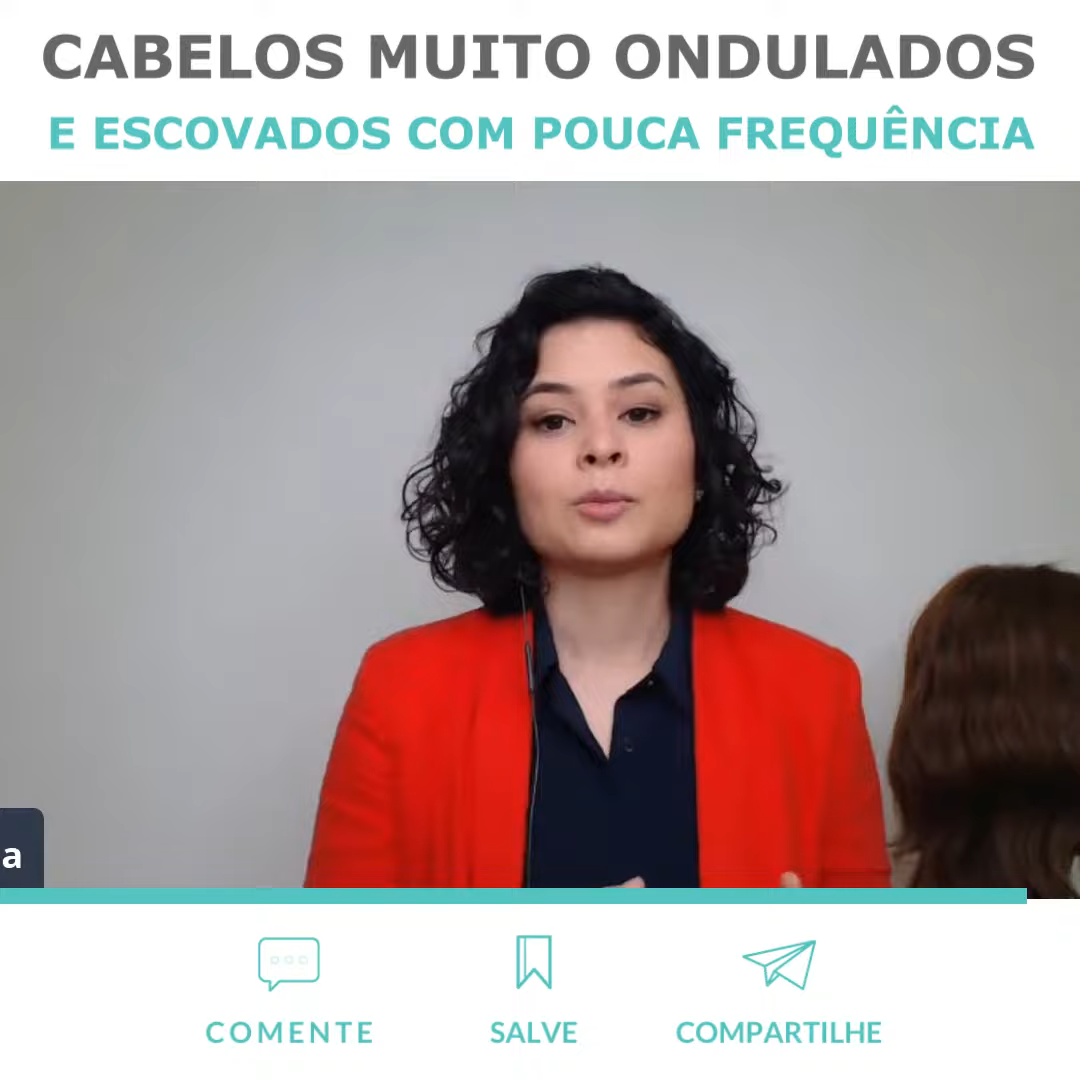 CABELOS MUITO ONDULADOS
E ESCOVADOS COM POUCA FREQUÊNCIA
a
COMENTE
SALVE
COMPARTILHE